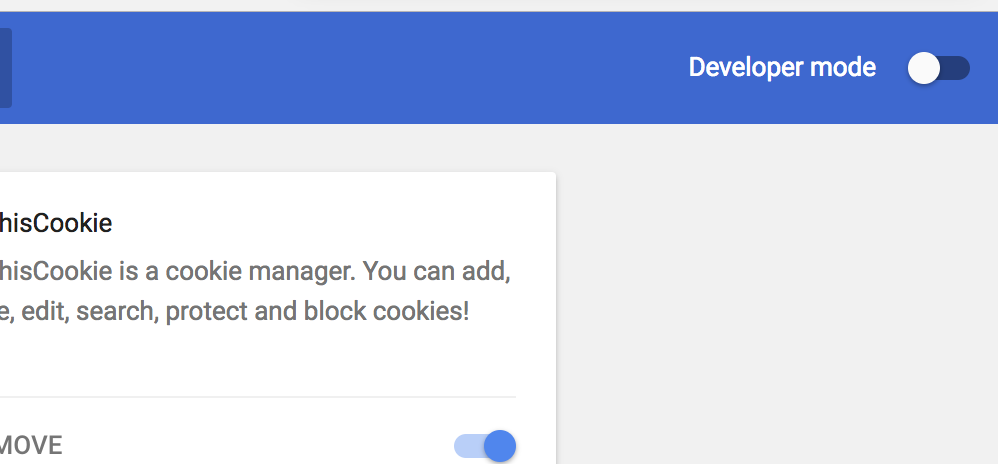 Developer mode
hisCookie
hisCookie is a cookie manager. You can add,
e, edit, search, protect and block cookies!
MOVE